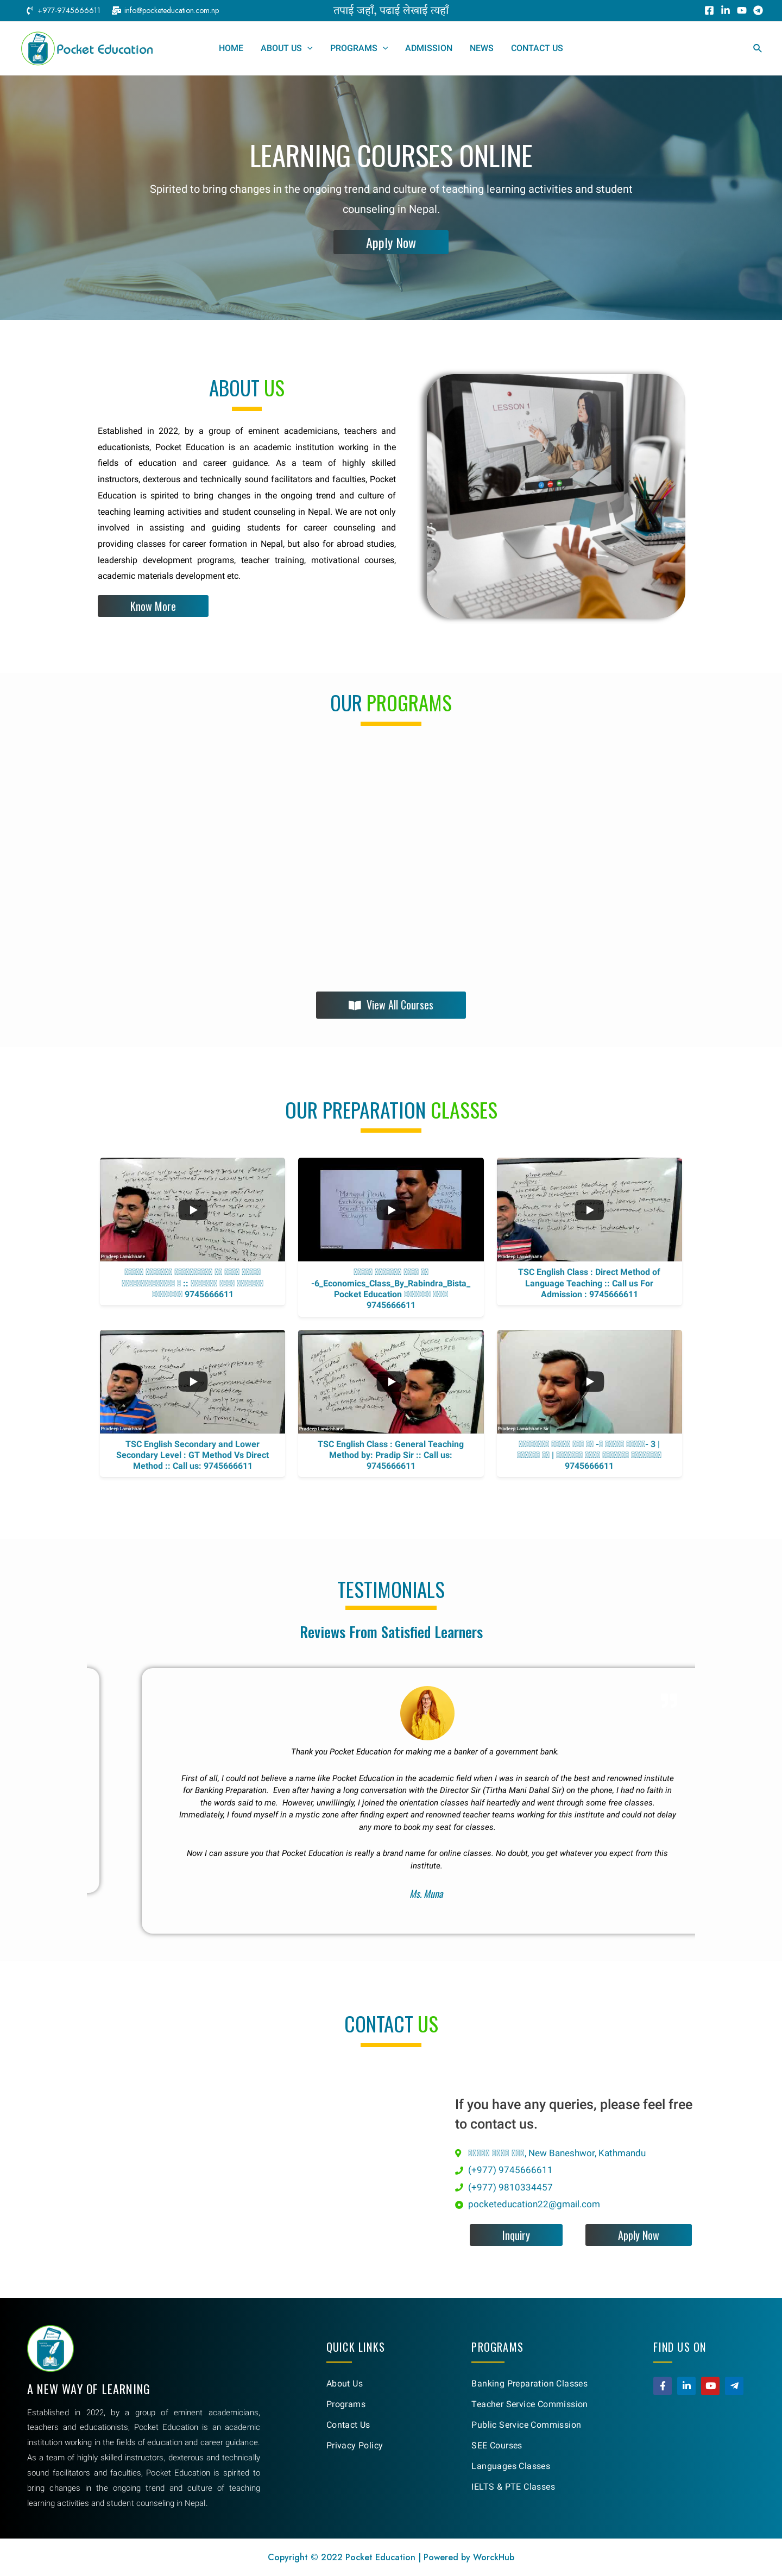 +977-9745666611 info@pocketeducation.com.np तपाई जहाँ, पढाई लेखाई त्यहाँ
Pocket Education HOME ABOUT US PROGRAMS ADMISSION NEWS CONTACT US
LEARNING COURSES ONLINE
Spirited to bring changes in the ongoing trend and culture of teaching learning activities and student
counseling in Nepal.
Apply Now
ABOUT US
Established in 2022, by a group of eminent academicians, teachers and
educationists, Pocket Education is an academic institution working in the
fields of education and career guidance. As a team of highly skilled
instructors, dexterous and technically sound facilitators and faculties, Pocket
Education is spirited to bring changes in the ongoing trend and culture of
teaching learning activities and student counseling in Nepal. We are not only
involved in assisting and guiding students for career counseling and
providing classes for career formation in Nepal, but also for abroad studies,
leadership development programs, teacher training, motivational courses,
academic materials development etc.
Know More
LESSON 1
OUR PROGRAMS
View All Courses
OUR PREPARATION CLASSES
Pradeep Lamichhane
:: 9745666611
-6_Economics_Class_By_Rabindra_Bista_
Pocket Education
9745666611
Pradeep Lamichhane
TSC English Class : Direct Method of
Language Teaching :: Call us For
Admission : 9745666611
Pradeep Lamichhane
TSC English Secondary and Lower
Secondary Level : GT Method Vs Direct
Method :: Call us: 9745666611
Pradeep Lamichhane
TSC English Class : General Teaching
Method by: Pradip Sir :: Call us:
9745666611
Pradeep Lamichhane Sir
- 3 |
|
9745666611
TESTIMONIALS
Reviews From Satisfied Learners
Thank you Pocket Education for making me a banker of a government bank.
First of all, I could not believe a name like Pocket Education in the academic field when I was in search of the best and renowned institute
for Banking Preparation. Even after having a long conversation with the Director Sir (Tirtha Mani Dahal Sir) on the phone, I had no faith in
the words said to me. However, unwillingly, I joined the orientation classes half heartedly and went through some free classes.
Immediately, I found myself in a mystic zone after finding expert and renowned teacher teams working for this institute and could not delay
any more to book my seat for classes.
Now I can assure you that Pocket Education is really a brand name for online classes. No doubt, you get whatever you expect from this
institute.
Ms. Muna
CONTACT US
If you have any queries, please feel free
to contact us.
, New Baneshwor, Kathmandu
(+977) 9745666611
(+977) 9810334457
pocketeducation22@gmail.com
Inquiry Apply Now
A NEW WAY OF LEARNING
Established in 2022, by a group of eminent academicians,
teachers and educationists, Pocket Education is an academic
institution working in the fields of education and career guidance.
As a team of highly skilled instructors, dexterous and technically
sound facilitators and faculties, Pocket Education is spirited to
bring changes in the ongoing trend and culture of teaching
learning activities and student counseling in Nepal.
QUICK LINKS
About Us
Programs
Contact Us
Privacy Policy
PROGRAMS
Banking Preparation Classes
Teacher Service Commission
Public Service Commission
SEE Courses
Languages Classes
IELTS & PTE Classes
FIND US ON
Copyright © 2022 Pocket Education | Powered by WorckHub